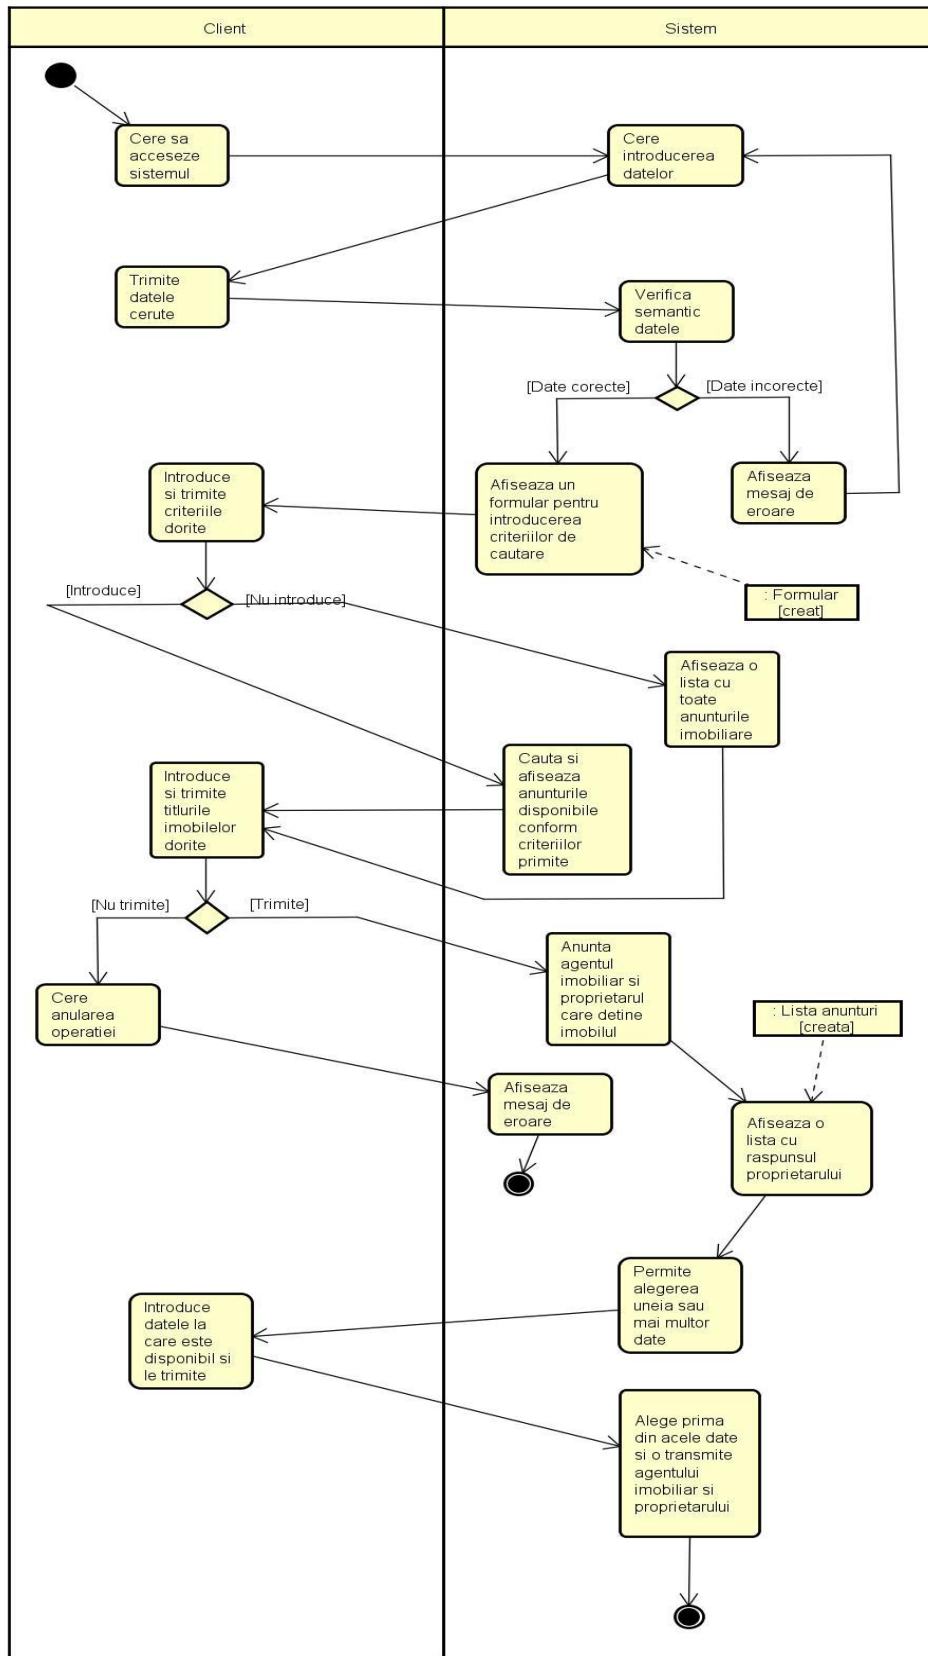 Client
Sistem
Cere sa
acceseze
sistemul
Cere
introducerea
datelor
Trimite
datele
cerute
Verifica
semantic
datele
[Date corecte]
[Date incorecte]
Introduce
si trimite
criteriile
dorite
Afiseaza un
formular pentru
introducerea
criteriilor de
cautare
Afiseaza
mesaj de
eroare
: Formular
[creat]
[Introduce]
[Nu introduce]
Afiseaza o
lista cu
toate
anunturile
imobiliare
Introduce
si trimite
titlurile
imobilelor
dorite
Cauta si
afiseaza
anunturile
disponibile
conform
criteriilor
primite
[Nu trimite]
[Trimite]
Cere
anularea
operatiei
Anunta
agentul
imobiliar si
proprietarul
care detine
imobilul
: Lista anunturi
[creata]
Afiseaza
mesaj de
eroare
Afiseaza o
lista cu
raspunsul
proprietarului
Permite
alegerea
uneia sau
mai multor
date
Introduce
datele la
care este
disponibil si
le trimite
Alege prima
din acele date
si o transmite
agentului
imobiliar si
proprietarului